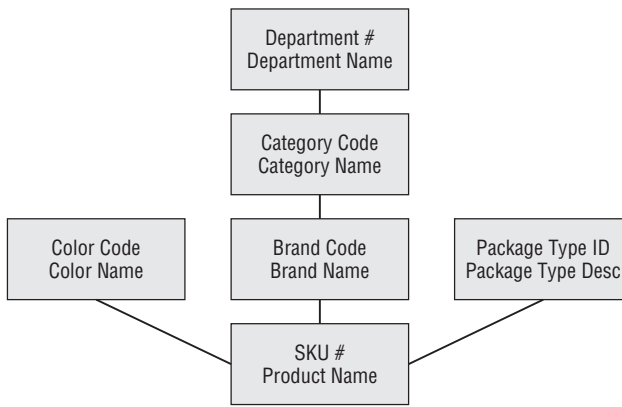 Department #
Department Name
Category Code
Category Name
Color Code
Color Name
Brand Code
Brand Name
Package Type ID
Package Type Desc
SKU #
Product Name